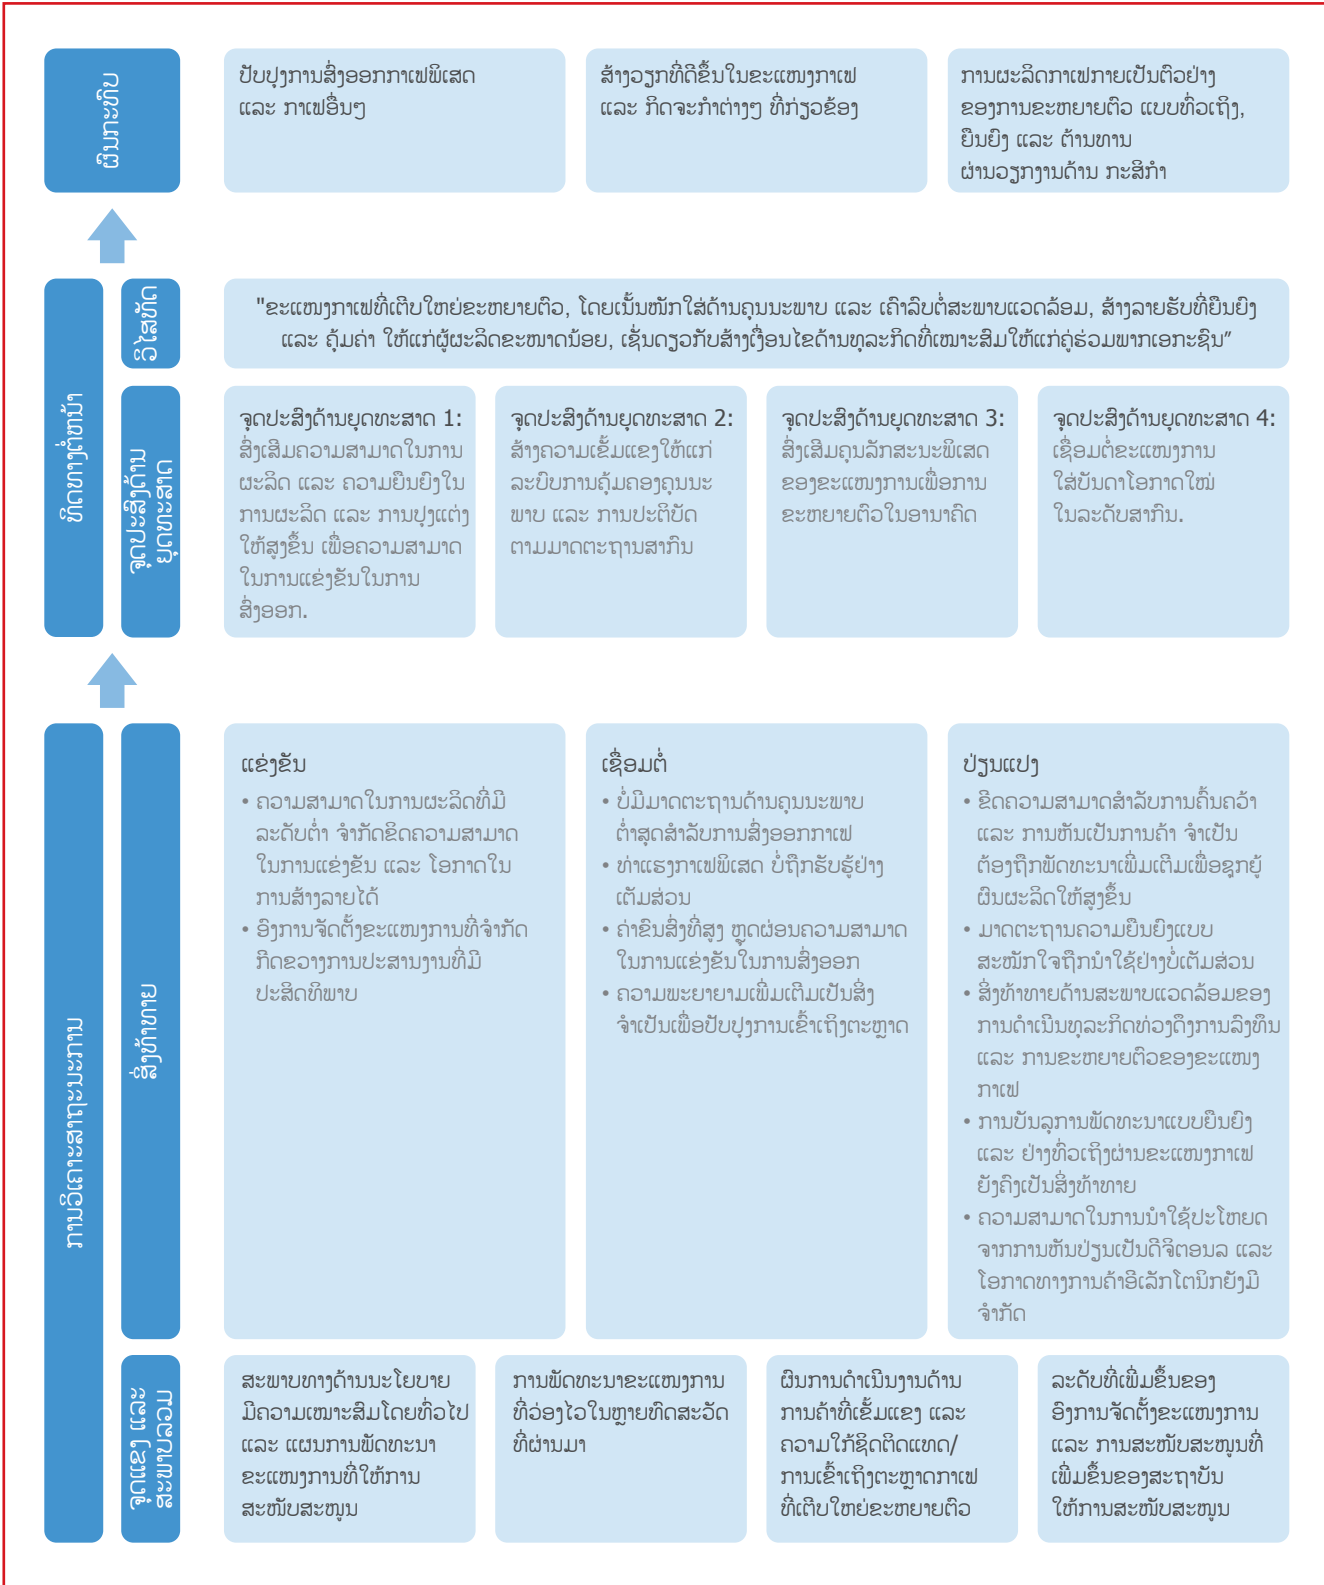 ຜົນກະທົບ
ປັບປຸງການສົ່ງອອກກາເຟພິເສດ
ແລະ ກາເຟອື່ນໆ
ສ້າງວຽກທີ່ດີຂຶ້ນໃນຂະແໜງກາເຟ
ແລະ ກິດຈະກຳຕ່າງໆ ທີ່ກ່ຽວຂ້ອງ
ການຜະລິດກາເຟກາຍເປັນຕົວຢ່າງ
ຂອງການຂະຫຍາຍຕົວ ແບບທົ່ວເຖິງ,
ຍືນຍົງ ແລະ ຕ້ານທານ
ຜ່ານວຽກງານດ້ານ ກະສິກຳ
ທິດທາງຕໍ່ຫນ້າ
ວິໄສທັດ
"ຂະແໜງກາເຟທີ່ເຕີບໃຫຍ່ຂະຫຍາຍຕົວ, ໂດຍເນັ້ນໜັກໃສ່ດ້ານຄຸນນະພາບ ແລະ ເຄົາລົບຕໍ່ສະພາບແວດລ້ອມ, ສ້າງລາຍຮັບທີ່ຍືນຍົງ
ແລະ ຄຸ້ມຄ່າ ໃຫ້ແກ່ຜູ້ຜະລິດຂະໜາດນ້ອຍ, ເຊັ່ນດຽວກັບສ້າງເງື່ອນໄຂດ້ານທຸລະກິດທີ່ເໝາະສົມໃຫ້ແກ່ຄູ່ຮ່ວມພາກເອກະຊົນ”
ຈຸດປະສົງດ້ານ
ຍຸດທະສາດ
ຈຸດປະສົງດ້ານຍຸດທະສາດ 1:
ສົ່ງເສີມຄວາມສາມາດໃນການ
ຜະລິດ ແລະ ຄວາມຍືນຍົງໃນ
ການຜະລິດ ແລະ ການປຸງແຕ່ງ
ໃຫ້ສູງຂຶ້ນ ເພື່ອຄວາມສາມາດ
ໃນການແຂ່ງຂັນໃນການ
ສົ່ງອອກ.
ຈຸດປະສົງດ້ານຍຸດທະສາດ 2:
ສ້າງຄວາມເຂັ້ມແຂງໃຫ້ແກ່
ລະບົບການຄຸ້ມຄອງຄຸນນະ
ພາບ ແລະ ການປະຕິບັດ
ຕາມມາດຕະຖານສາກົນ
ຈຸດປະສົງດ້ານຍຸດທະສາດ 3:
ສົ່ງເສີມຄຸນລັກສະນະພິເສດ
ຂອງຂະແໜງການເພື່ອການ
ຂະຫຍາຍຕົວໃນອານາຄົດ
ຈຸດປະສົງດ້ານຍຸດທະສາດ 4:
ເຊື່ອມຕໍ່ຂະແໜງການ
ໃສ່ບັນດາໂອກາດໃໝ່
ໃນລະດັບສາກົນ.
ການວິເຄາະສາຖານະການ
ສິ່ງທ້າທາຍ
ແຂ່ງຂັນ
• ຄວາມສາມາດໃນການຜະລິດທີ່ມີ
ລະດັບຕ່ຳ ຈຳກັດຂິດຄວາມສາມາດ
ໃນການແຂ່ງຂັນ ແລະ ໂອກາດໃນ
ການສ້າງລາຍໄດ້
• ອົງການຈັດຕັ້ງຂະແໜງການທີ່ຈຳກັດ
ກີດຂວາງການປະສານງານທີ່ມີ
ປະສິດທິພາບ
ເຊື່ອມຕໍ່
• ບໍ່ມີມາດຕະຖານດ້ານຄຸນນະພາບ
ຕ່ຳສຸດສຳລັບການສົ່ງອອກກາເຟ
• ທ່າແຮງກາເຟພິເສດ ບໍ່ຖືກຮັບຮູ້ຢ່າງ
ເຕັມສ່ວນ
• ຄ່າຂົນສົ່ງທີ່ສູງ ຫຼຸດຜ່ອນຄວາມສາມາດ
ໃນການແຂ່ງຂັນໃນການສົ່ງອອກ
• ຄວາມພະຍາຍາມເພີ່ມເຕີມເປັນສິ່ງ
ຈຳເປັນເພື່ອປັບປຸງການເຂົ້າເຖິງຕະຫຼາດ
ປ່ຽນແປງ
• ຂີດຄວາມສາມາດສຳລັບການຄົ້ນຄວ້າ
ແລະ ການຫັນເປັນການຄ້າ ຈຳເປັນ
ຕ້ອງຖືກພັດທະນາເພີ່ມເຕີມເພື່ອຊຸກຍູ້
ຜົນຜະລິດໃຫ້ສູງຂຶ້ນ
• ມາດຕະຖານຄວາມຍືນຍົງແບບ
ສະໝັກໃຈຖືກນຳໃຊ້ຢ່າງບໍ່ເຕັມສ່ວນ
• ສິ່ງທ້າທາຍດ້ານສະພາບແວດລ້ອມຂອງ
ການດຳເນີນທຸລະກິດທ່ວງດຶງການລົງທຶນ
ແລະ ການຂະຫຍາຍຕົວຂອງຂະແໜງ
ກາເຟ
• ການບັນລຸການພັດທະນາແບບຍືນຍົງ
ແລະ ຢ່າງທົ່ວເຖິງຜ່ານຂະແໜງກາເຟ
ຍັງຄົງເປັນສິ່ງທ້າທາຍ
• ຄວາມສາມາດໃນການນຳໃຊ້ປະໂຫຍດ
ຈາກການຫັນປ່ຽນເປັນດີຈິຕອນລ ແລະ
ໂອກາດທາງການຄ້າອີເລັກໂຕນິກຍັງມີ
ຈຳກັດ
ຈຸດແຂງ ແລະ
ສະພາບລວມ
ສະພາບທາງດ້ານນະໂຍບາຍ
ມີຄວາມເໝາະສົມໂດຍທົ່ວໄປ
ແລະ ແຜນການພັດທະນາ
ຂະແໜງການທີ່ໃຫ້ການ
ສະໜັບສະໜູນ
ການພັດທະນາຂະແໜງການ
ທີ່ວ່ອງໄວໃນຫຼາຍທົດສະວັດ
ທີ່ຜ່ານມາ
ຜົນການດຳເນີນງານດ້ານ
ການຄ້າທີ່ເຂັ້ມແຂງ ແລະ
ຄວາມໃກ້ຊິດຕິດແທດ/
ການເຂົ້າເຖິງຕະຫຼາດກາເຟ
ທີ່ເຕີບໃຫຍ່ຂະຫຍາຍຕົວ
ລະດັບທີ່ເພີ່ມຂຶ້ນຂອງ
ອົງການຈັດຕັ້ງຂະແໜງການ
ແລະ ການສະໜັບສະໜູນທີ່
ເພີ່ມຂຶ້ນຂອງສະຖາບັນ
ໃຫ້ການສະໜັບສະໜູນ